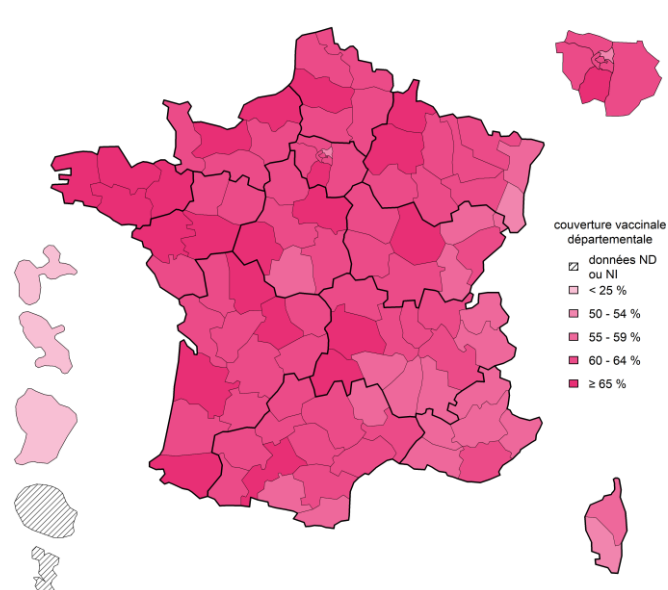 couverture vaccinale
départementale
données ND
ou NI
< 25 %
50 - 54 %
55 - 59 %
60 - 64 %
≥ 65 %